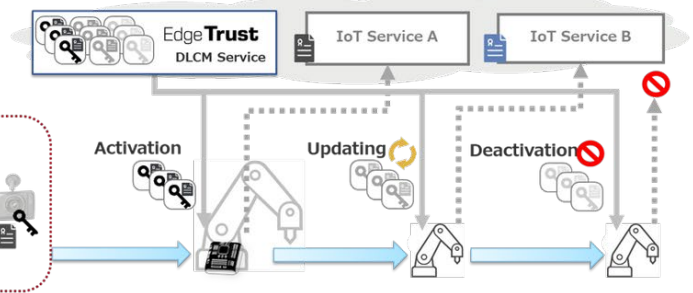 EdgeTrust
DLCM Service
IoT Service A
IoT Service B
Activation
Updating
Deactivation